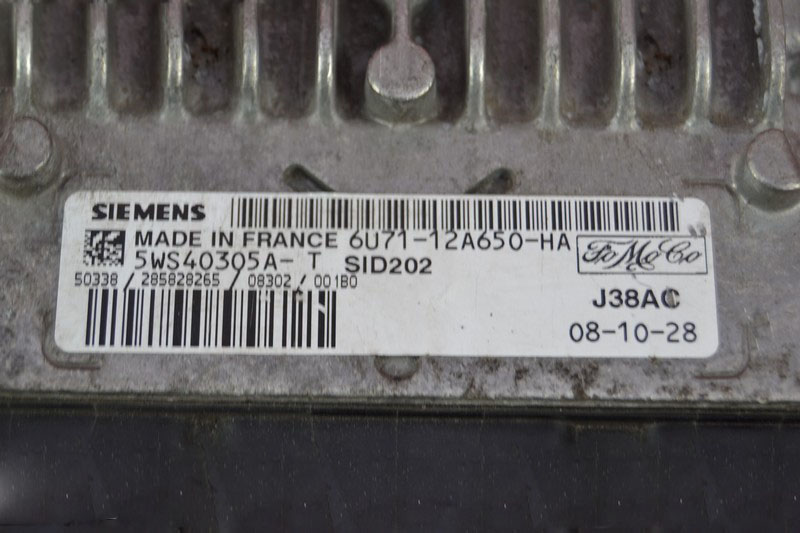 SIEMENS
MADE IN FRANCE 6U71-12A650-HA
FoMoCo
5WS40305A- T SID202
50338 / 285828265 / 08302 / 001B0
J38AC
08-10-28